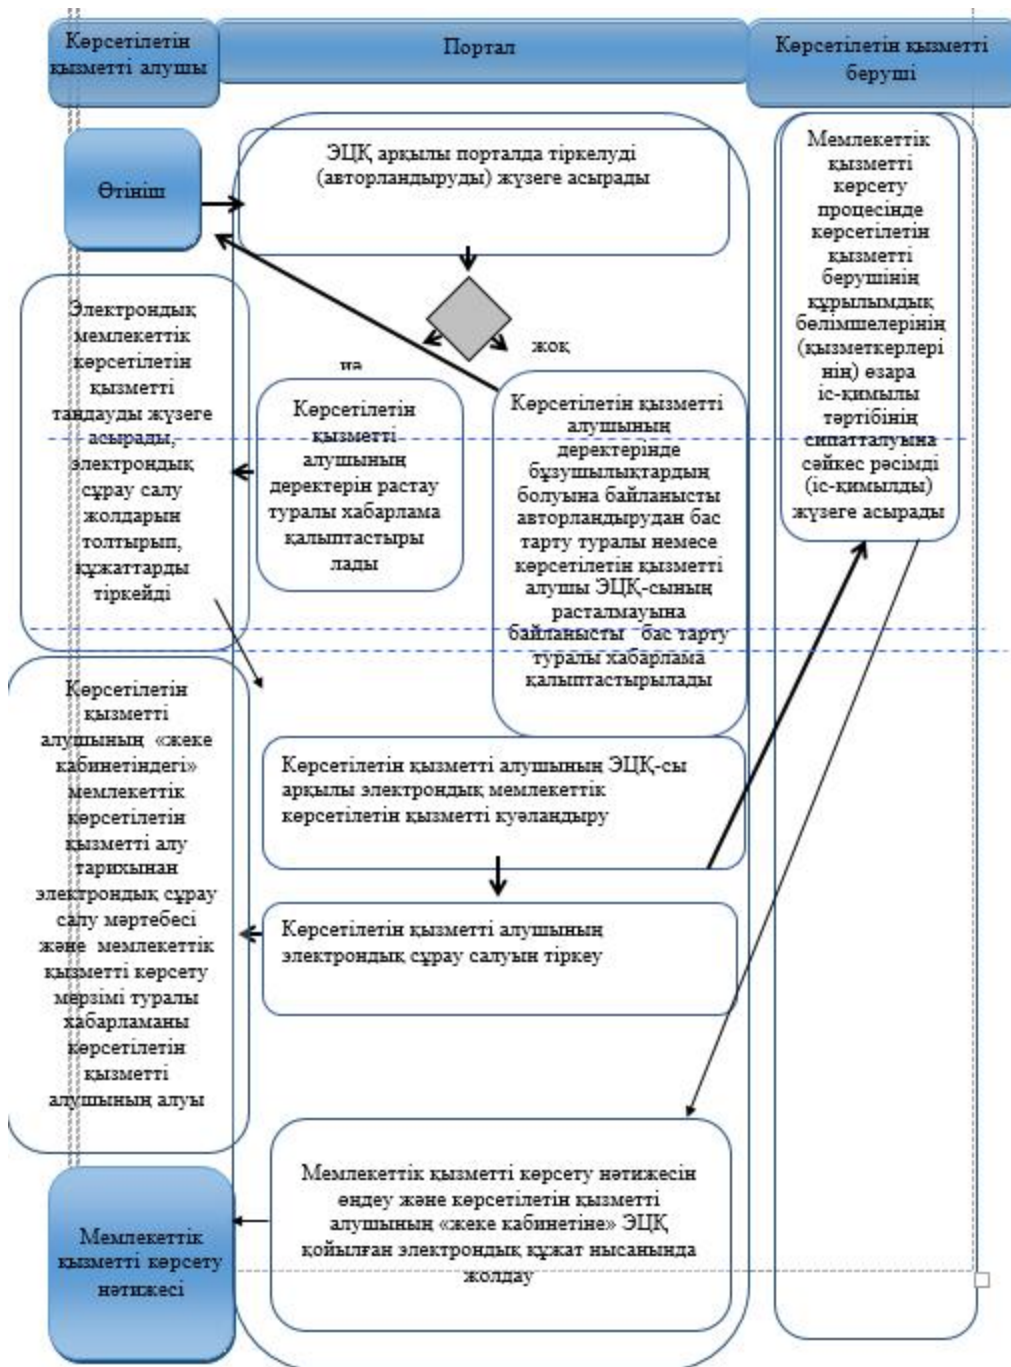 Көрсетілетін
қызметті алушы
Портал
Көрсетілетін қызметті
беруші
Өтініш
ЭЦҚ арқылы порталда тіркелуді
(авторландыруды) жүзеге асырады
иә
жоқ
Электрондық
мемлекеттік
көрсетілетін
қызметті
таңдауды жүзеге
асырады,
электрондық
сұрау салу
жолдарын
толтырып,
құжаттарды
тіркейді
Көрсетілетін
қызметті
алушының
деректерін растау
туралы хабарлама
қалыптастыры
лады
Көрсетілетін қызметті
алушының
деректерінде
бұзушылықтардың
болуына байланысты
авторландырудан бас
тарту туралы немесе
көрсетілетін қызметті
алушы ЭЦҚ-сының
расталмауына
байланысты бас тарту
туралы хабарлама
қалыптастырылады
Мемлекеттік
қызметті
көрсету
процесінде
көрсетілетін
қызметті
берушінің
құрылымдық
бөлімшелерінің
(қызметкерлері
нің) өзара
іс-қимылы
тәртібінің
сипатталуына
сәйкес рәсімді
(іс-қимылды)
жүзеге асырады
Көрсетілетін
қызметті
алушының «жеке
кабинетіндегі»
мемлекеттік
көрсетілетін
қызметті алу
тарихынан
электрондық сұрау
салу мәртебесі
және мемлекеттік
қызметті көрсету
мерзімі туралы
хабарламаны
көрсетілетін
қызметті
алушының алуы
Көрсетілетін қызметті алушының ЭЦҚ-сы
арқылы электрондық мемлекеттік
көрсетілетін қызметті куәландыру
Көрсетілетін қызметті алушының
электрондық сұрау салуын тіркеу
Мемлекеттік қызметті көрсету нәтижесін
өңдеу және көрсетілетін қызметті
алушының «жеке кабинетіне» ЭЦҚ
қойылған электрондық құжат нысанында
жолдау
Мемлекеттік
қызметті көрсету
нәтижесі